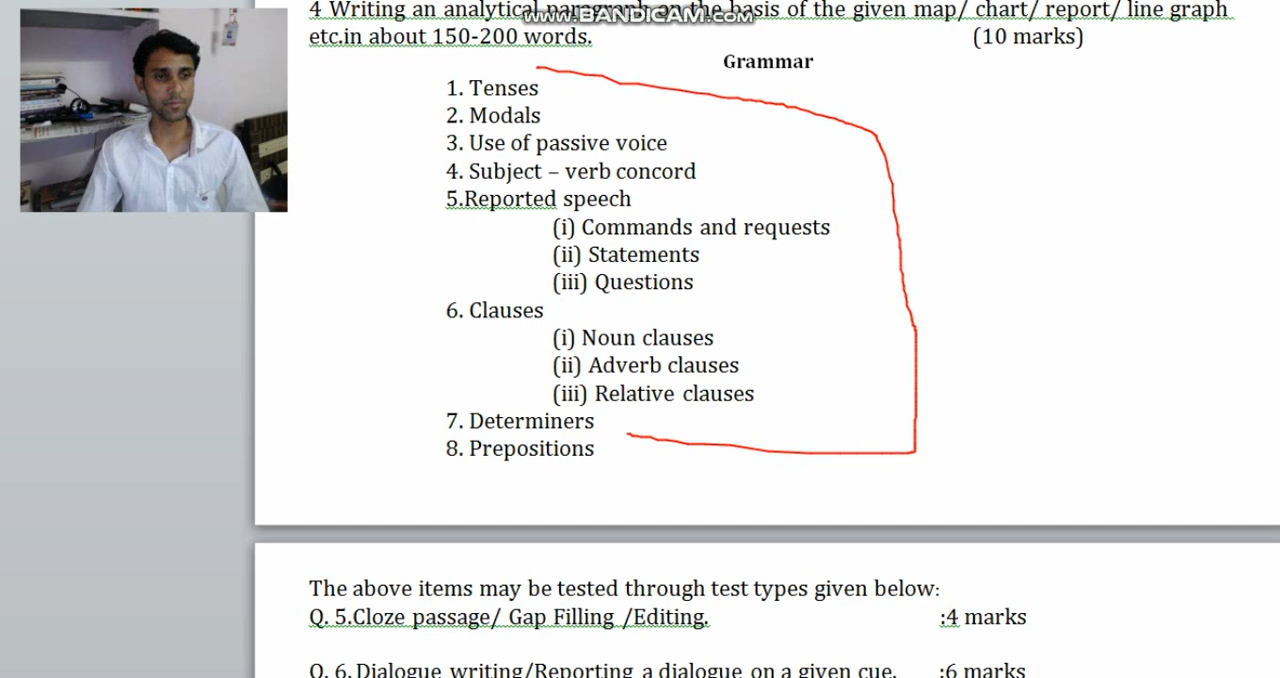 4 Writing an analytical paragraph on the basis of the given map/ chart/ report/ line graph
www.BANDICAM.com
etc.in about 150-200 words. (10 marks)
Grammar
1. Tenses
2. Modals
3. Use of passive voice
4. Subject – verb concord
5.Reported speech
(i) Commands and requests
(ii) Statements
(iii) Questions
6. Clauses
(i) Noun clauses
(ii) Adverb clauses
(iii) Relative clauses
7. Determiners
8. Prepositions
The above items may be tested through test types given below:
Q. 5.Cloze passage/ Gap Filling /Editing. :4 marks
Q. 6. Dialogue writing/Reporting a dialogue on a given cue. :6 marks